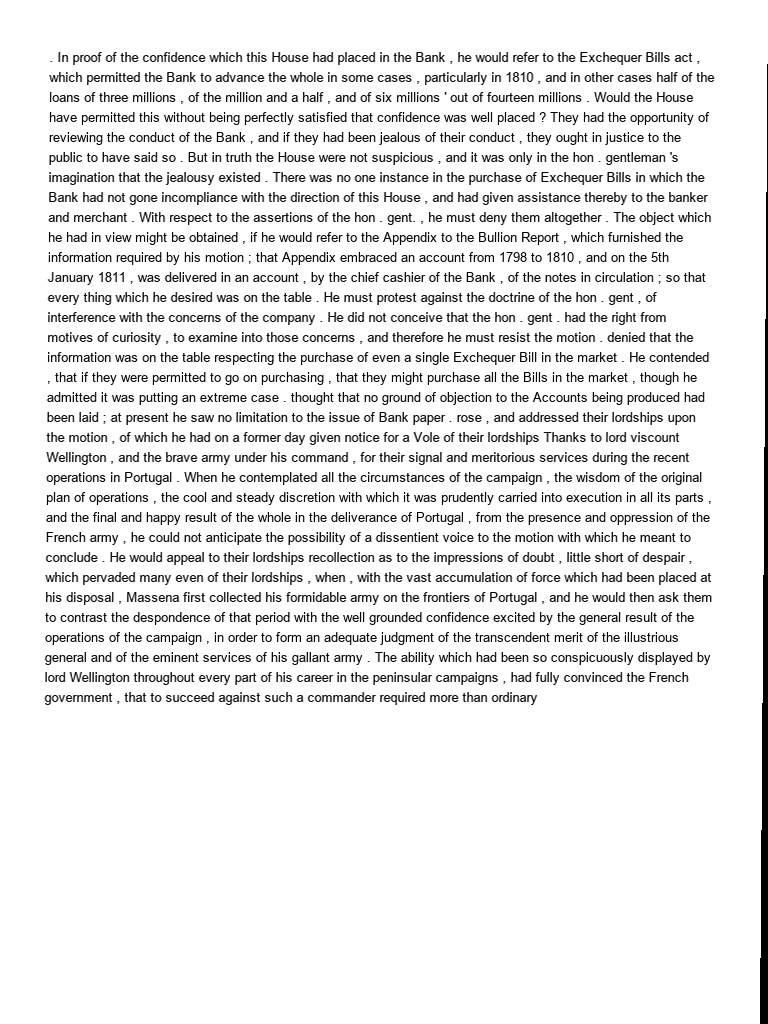 . In proof of the confidence which this House had placed in the Bank , he would refer to the Exchequer Bills act ,
which permitted the Bank to advance the whole in some cases , particularly in 1810 , and in other cases half of the
loans of three millions , of the million and a half , and of six millions ' out of fourteen millions . Would the House
have permitted this without being perfectly satisfied that confidence was well placed ? They had the opportunity of
reviewing the conduct of the Bank , and if they had been jealous of their conduct , they ought in justice to the
public to have said so . But in truth the House were not suspicious , and it was only in the hon . gentleman 's
imagination that the jealousy existed . There was no one instance in the purchase of Exchequer Bills in which the
Bank had not gone incompliance with the direction of this House , and had given assistance thereby to the banker
and merchant . With respect to the assertions of the hon . gent. , he must deny them altogether . The object which
he had in view might be obtained , if he would refer to the Appendix to the Bullion Report , which furnished the
information required by his motion ; that Appendix embraced an account from 1798 to 1810 , and on the 5th
January 1811 , was delivered in an account , by the chief cashier of the Bank , of the notes in circulation ; so that
every thing which he desired was on the table . He must protest against the doctrine of the hon . gent , of
interference with the concerns of the company . He did not conceive that the hon . gent . had the right from
motives of curiosity , to examine into those concerns , and therefore he must resist the motion . denied that the
information was on the table respecting the purchase of even a single Exchequer Bill in the market . He contended
, that if they were permitted to go on purchasing , that they might purchase all the Bills in the market , though he
admitted it was putting an extreme case . thought that no ground of objection to the Accounts being produced had
been laid ; at present he saw no limitation to the issue of Bank paper . rose , and addressed their lordships upon
the motion , of which he had on a former day given notice for a Vole of their lordships Thanks to lord viscount
Wellington , and the brave army under his command , for their signal and meritorious services during the recent
operations in Portugal . When he contemplated all the circumstances of the campaign , the wisdom of the original
plan of operations , the cool and steady discretion with which it was prudently carried into execution in all its parts ,
and the final and happy result of the whole in the deliverance of Portugal , from the presence and oppression of the
French army , he could not anticipate the possibility of a dissentient voice to the motion with which he meant to
conclude . He would appeal to their lordships recollection as to the impressions of doubt , little short of despair ,
which pervaded many even of their lordships , when , with the vast accumulation of force which had been placed at
his disposal , Massena first collected his formidable army on the frontiers of Portugal , and he would then ask them
to contrast the despondence of that period with the well grounded confidence excited by the general result of the
operations of the campaign , in order to form an adequate judgment of the transcendent merit of the illustrious
general and of the eminent services of his gallant army . The ability which had been so conspicuously displayed by
lord Wellington throughout every part of his career in the peninsular campaigns , had fully convinced the French
government , that to succeed against such a commander required more than ordinary